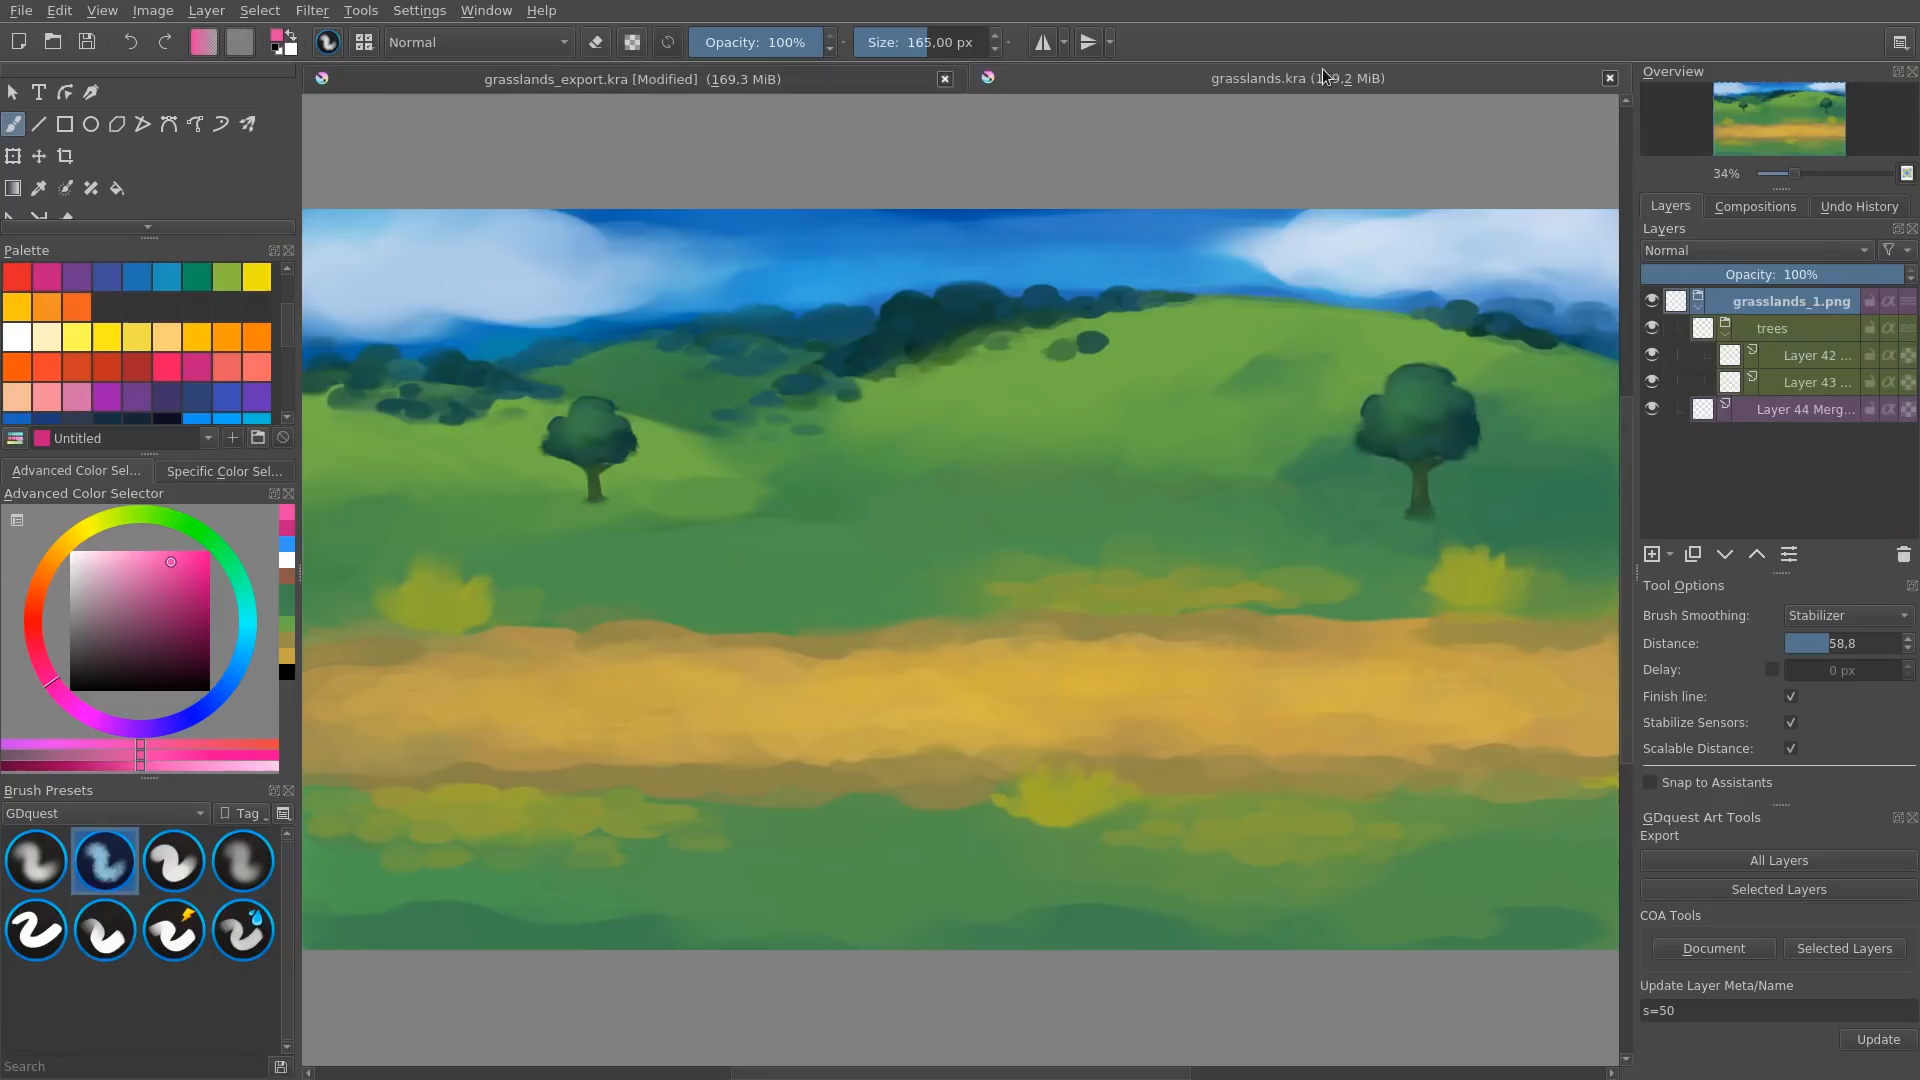 File Edit View Image Layer Select Filter Tools Settings Window Help
Normal Opacity: 100% Size: 165,00 px
grasslands_export.kra [Modified] (169,3 MiB)
grasslands.kra MiB)
Overview
34%
Layers Compositions Undo History
Layers
Normal
Opacity: 100%
grasslands_1.png
trees
Layer 42 ...
Layer 43 ...
Layer 44 Merg...
Tool Options
Brush Smoothing: Stabilizer
Distance: 58,8
Delay: 0 px
Finish line:
Stabilize Sensors:
Scalable Distance:
Snap to Assistants
GDquest Art Tools
Export
All Layers
Selected Layers
COA Tools
Document Selected Layers
Update Layer Meta/Name
s=50
Update
Palette
Untitled
Advanced Color Sel... Specific Color Sel...
Advanced Color Selector
Brush Presets
GDquest Tag
Search